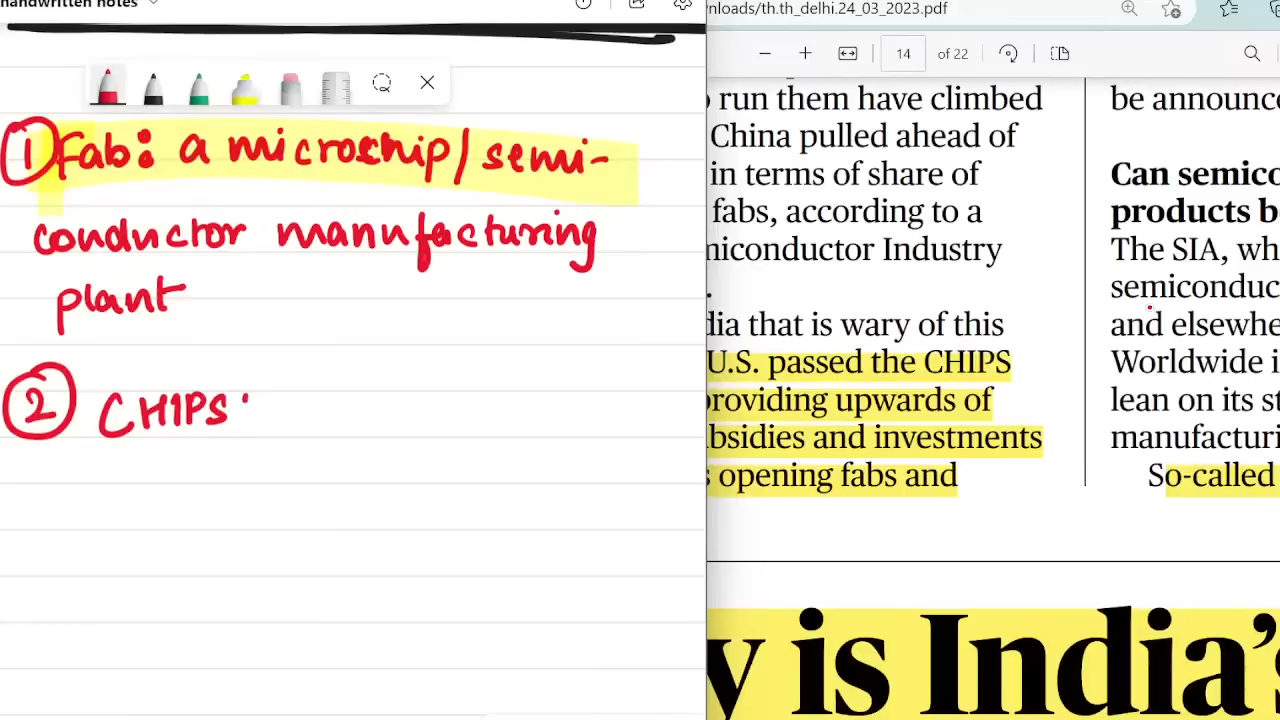 handwritten notes
① Fab: a microchip/semi-
conductor manufacturing
plant
② CHIPS
nloads/th.th_delhi.24_03_2023.pdf
14 of 22
run them have climbed
China pulled ahead of
in terms of share of
fabs, according to a
miconductor Industry
dia that is wary of this
U.S. passed the CHIPS
providing upwards of
bsidies and investments
s opening fabs and
be announce
Can semico
products b
The SIA, wh
semiconduc
and elsewhe
Worldwide i
lean on its st
manufacturi
So-called
y is India's